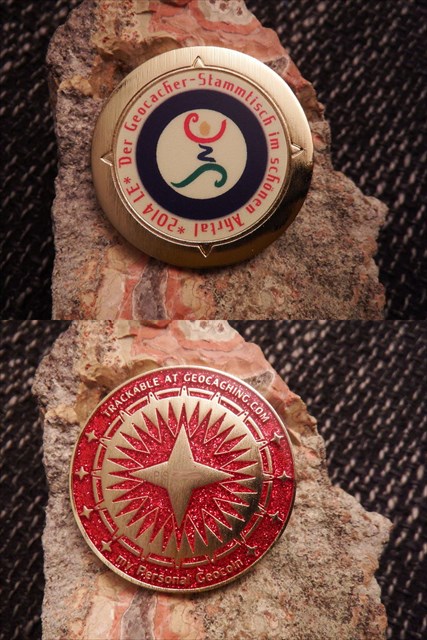 *2014 LE* Der Geocacher-Stammtisch im schönen Ahrtal
TRACKABLE AT GEOCACHING.COM
my Personal Geocoin